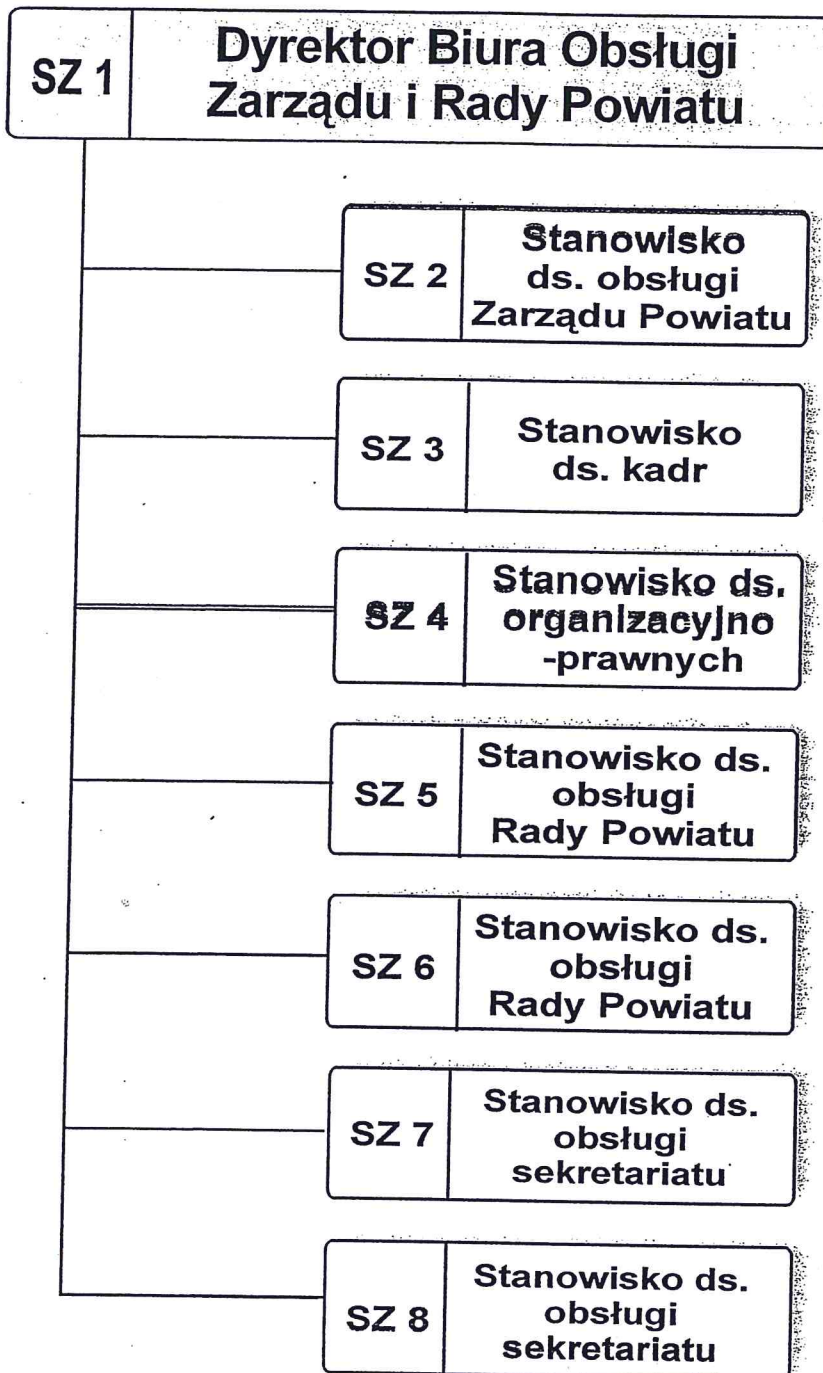 SZ 1
Dyrektor Biura Obsługi
Zarządu i Rady Powiatu
SZ 2
Stanowisko
ds. obsługi
Zarządu Powiatu
SZ 3
Stanowisko
ds. kadr
SZ 4
Stanowisko ds.
organizacyjno
-prawnych
SZ 5
Stanowisko ds.
obsługi
Rady Powiatu
SZ 6
Stanowisko ds.
obsługi
Rady Powiatu
SZ 7
Stanowisko ds.
obsługi
sekretariatu
SZ 8
Stanowisko ds.
obsługi
sekretariatu